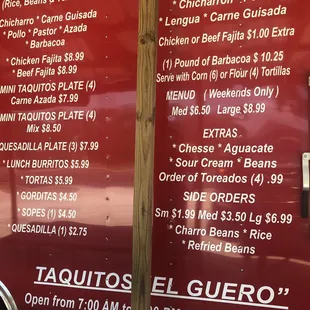 (Rice, Beans &
Chicharro * Carne Guisada
* Pollo * Pastor * Azada
* Barbacoa
* Chicken Fajita $8.99
* Beef Fajita $8.99
MINI TAQUITOS PLATE (4)
Carne Azada $7.99
MINI TAQUITOS PLATE (4)
Mix $8.50
QUESADILLA PLATE (3) $7.99
* LUNCH BURRITOS $5.99
* TORTAS $5.99
* GORDITAS $4.50
* SOPES (1) $4.50
* QUESADILLA (1) $2.75
* Chicharron *
Lengua * Carne Guisada
Chicken or Beef Fajita $1.00 Extra
(1) Pound of Barbacoa $ 10.25
Serve with Corn (6) or Flour (4) Tortillas
MENUD ( Weekends Only )
Med $6.50 Large $8.99
EXTRAS
* Chesse * Aguacate
* Sour Cream * Beans
Order of Toreados (4) .99
SIDE ORDERS
Sm $1.99 Med $3.50 Lg $6.99
* Charro Beans * Rice
* Refried Beans
TAQUITOS EL GUERO"
Open from 7:00 AM to